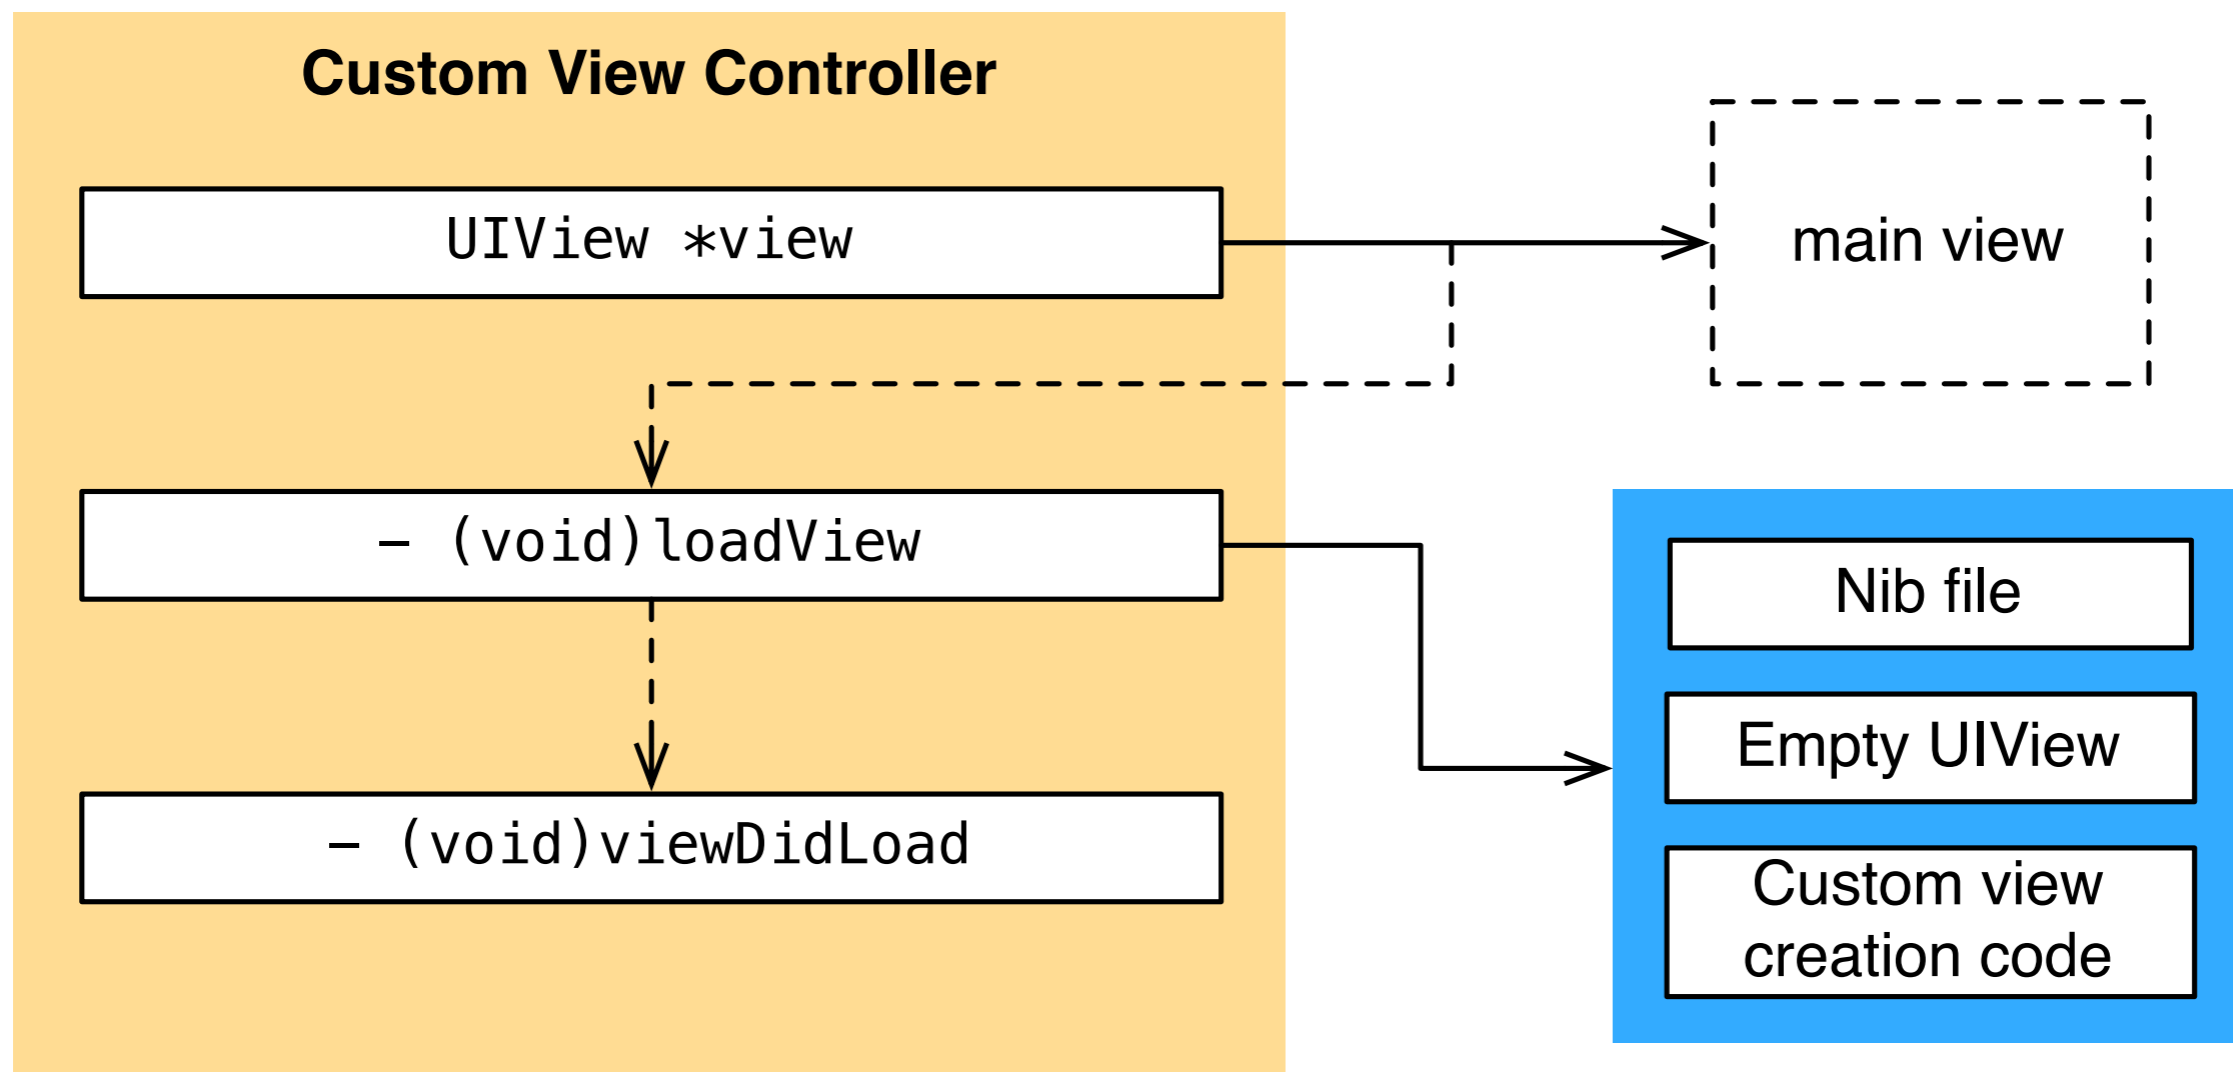 Custom View Controller
UIView *view
main view
– (void)loadView
Nib file
Empty UIView
– (void)viewDidLoad
Custom view
creation code